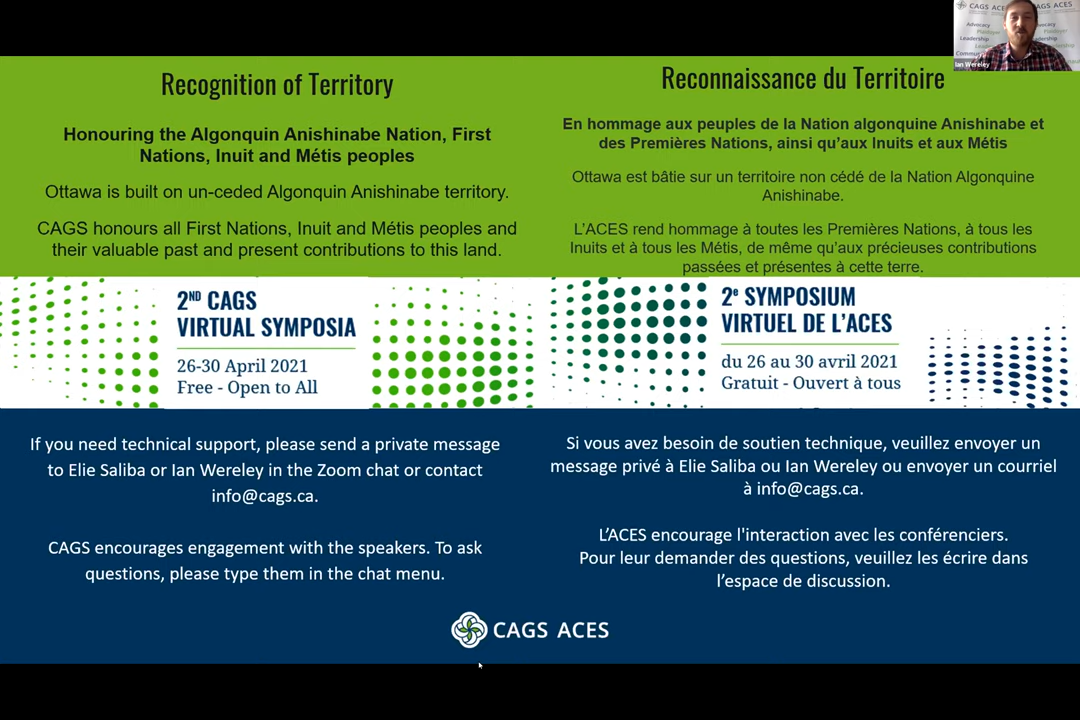 Recognition of Territory
Honouring the Algonquin Anishinabe Nation, First
Nations, Inuit and Métis peoples
Ottawa is built on un-ceded Algonquin Anishinabe territory.
CAGS honours all First Nations, Inuit and Métis peoples and
their valuable past and present contributions to this land.
Reconnaissance du Territoire
En hommage aux peuples de la Nation algonquine Anishinabe et
des Premières Nations, ainsi qu’aux Inuits et aux Métis
Ottawa est bâtie sur un territoire non cédé de la Nation Algonquine
Anishinabe.
L’ACES rend hommage à toutes les Premières Nations, à tous les
Inuits et à tous les Métis, de même qu’aux précieuses contributions
passées et présentes à cette terre.
2ND CAGS
VIRTUAL SYMPOSIA
26-30 April 2021
Free - Open to All
2e SYMPOSIUM
VIRTUEL DE L’ACES
du 26 au 30 avril 2021
Gratuit - Ouvert à tous
If you need technical support, please send a private message
to Elie Saliba or Ian Wereley in the Zoom chat or contact
info@cags.ca.
CAGS encourages engagement with the speakers. To ask
questions, please type them in the chat menu.
Si vous avez besoin de soutien technique, veuillez envoyer un
message privé à Elie Saliba ou Ian Wereley ou envoyer un courriel
à info@cags.ca.
L’ACES encourage l'interaction avec les conférenciers.
Pour leur demander des questions, veuillez les écrire dans
l’espace de discussion.
CAGS ACES
CAGS ACES
AGS ACES
Advocacy
Leadership
Ian Wereley